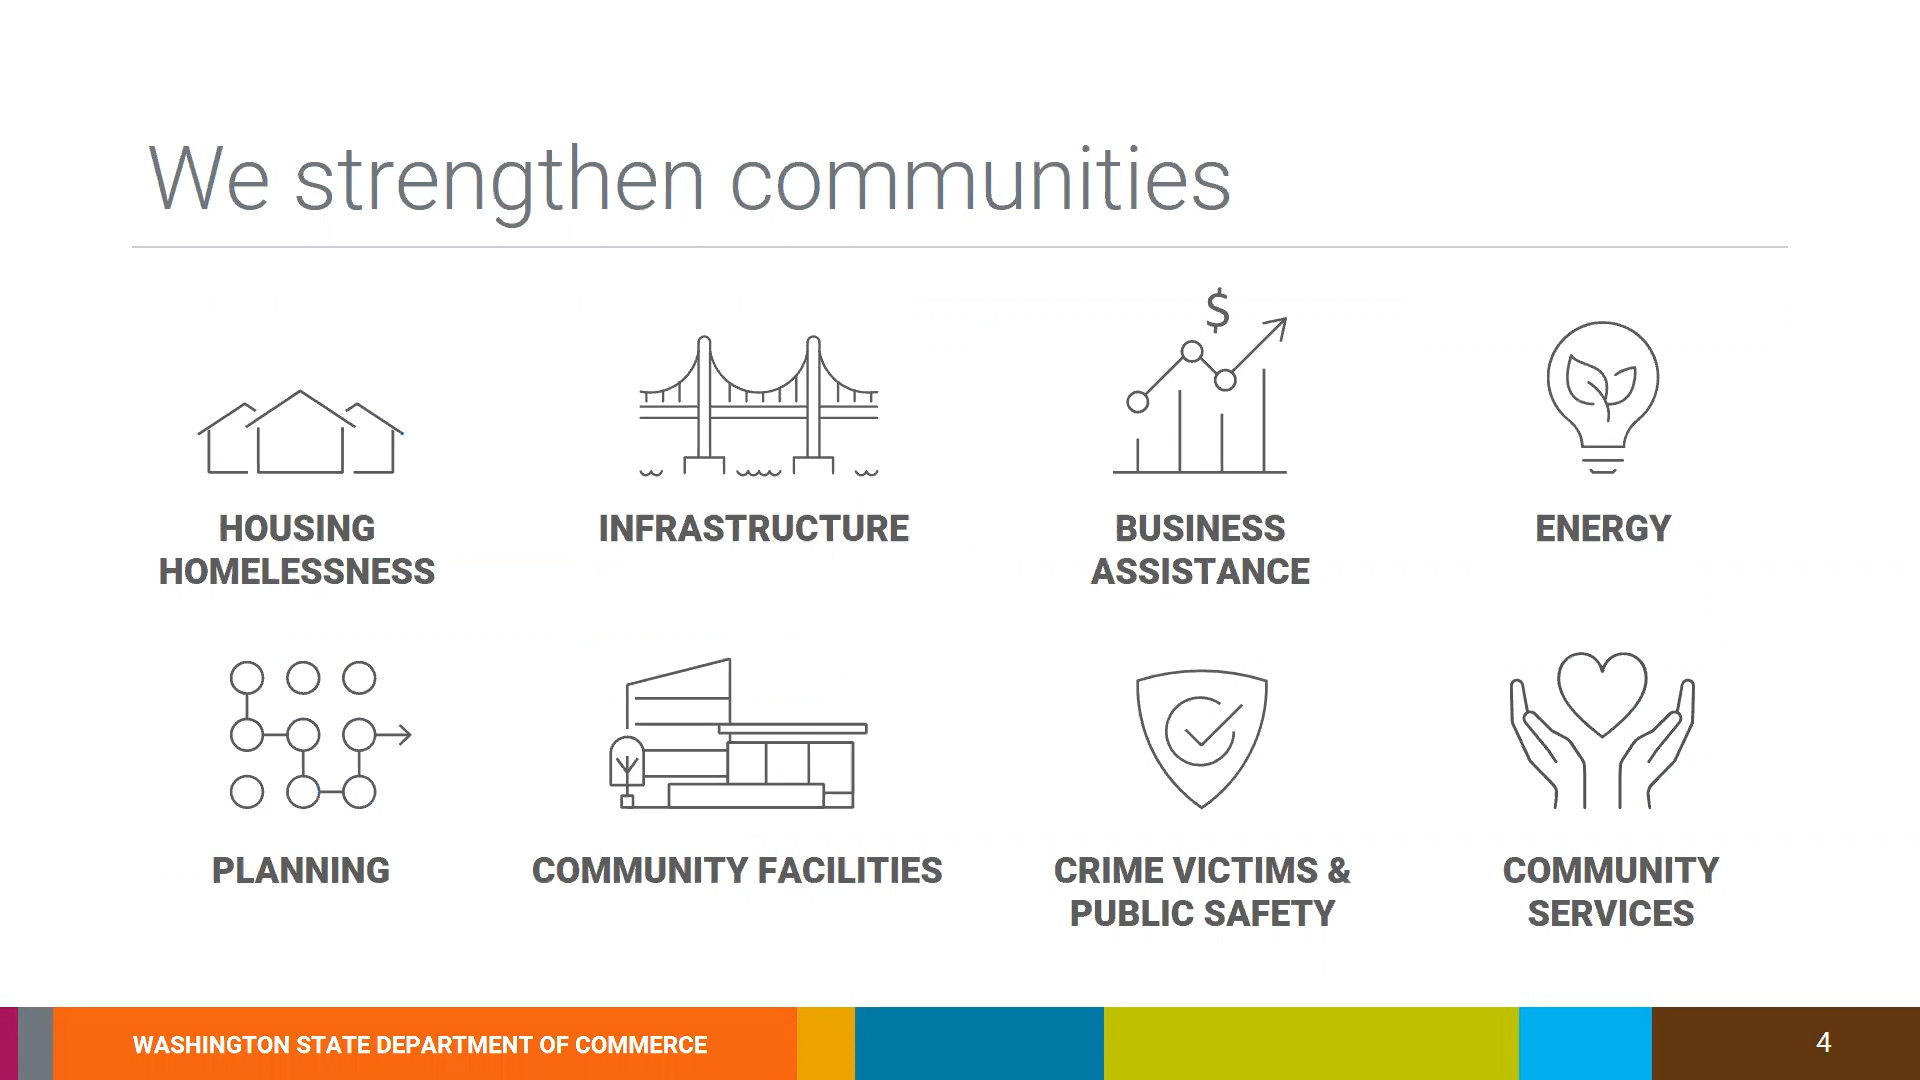 We strengthen communities
$
HOUSING
HOMELESSNESS
INFRASTRUCTURE
BUSINESS
ASSISTANCE
ENERGY
PLANNING
COMMUNITY FACILITIES
CRIME VICTIMS &
PUBLIC SAFETY
COMMUNITY
SERVICES
WASHINGTON STATE DEPARTMENT OF COMMERCE
4